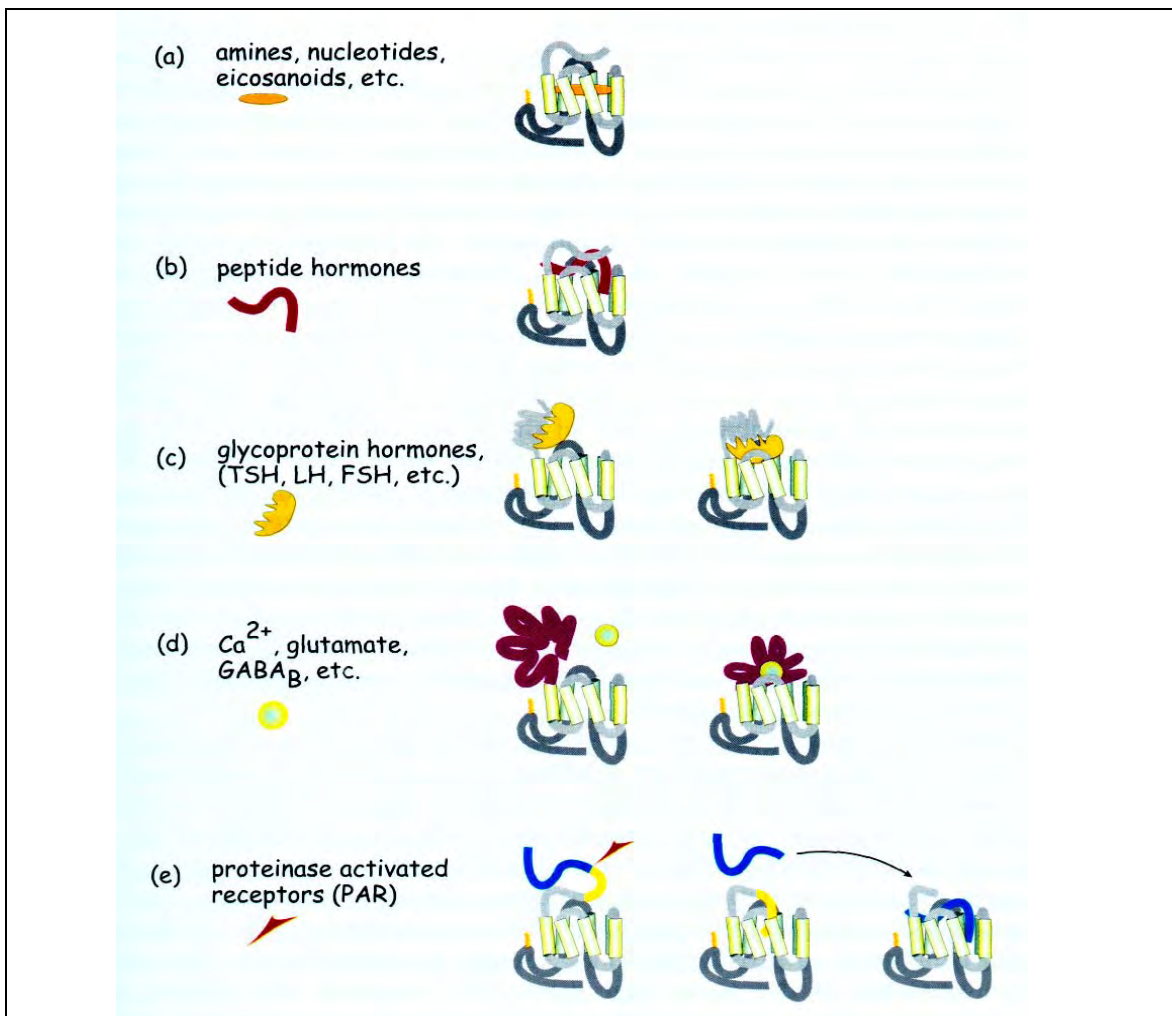 (a) amines, nucleotides,
eicosanoids, etc.
(b) peptide hormones
(c) glycoprotein hormones,
(TSH, LH, FSH, etc.)
(d) Ca2+, glutamate,
GABAB, etc.
(e) proteinase activated
receptors (PAR)